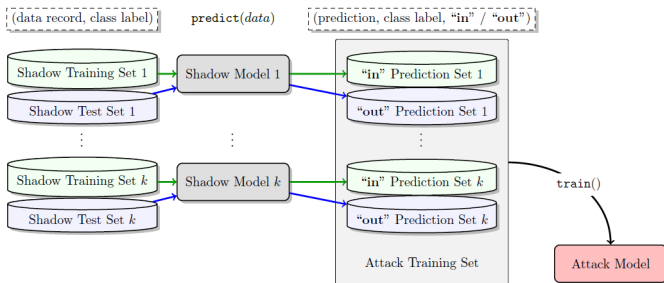 (data record, class label)
predict(data)
(prediction, class label, “in” / “out”)
Shadow Training Set 1
Shadow Model 1
“in” Prediction Set 1
Shadow Test Set 1
“out” Prediction Set 1
⋮
⋮
⋮
Shadow Training Set k
Shadow Model k
“in” Prediction Set k
train()
Shadow Test Set k
“out” Prediction Set k
Attack Training Set
Attack Model